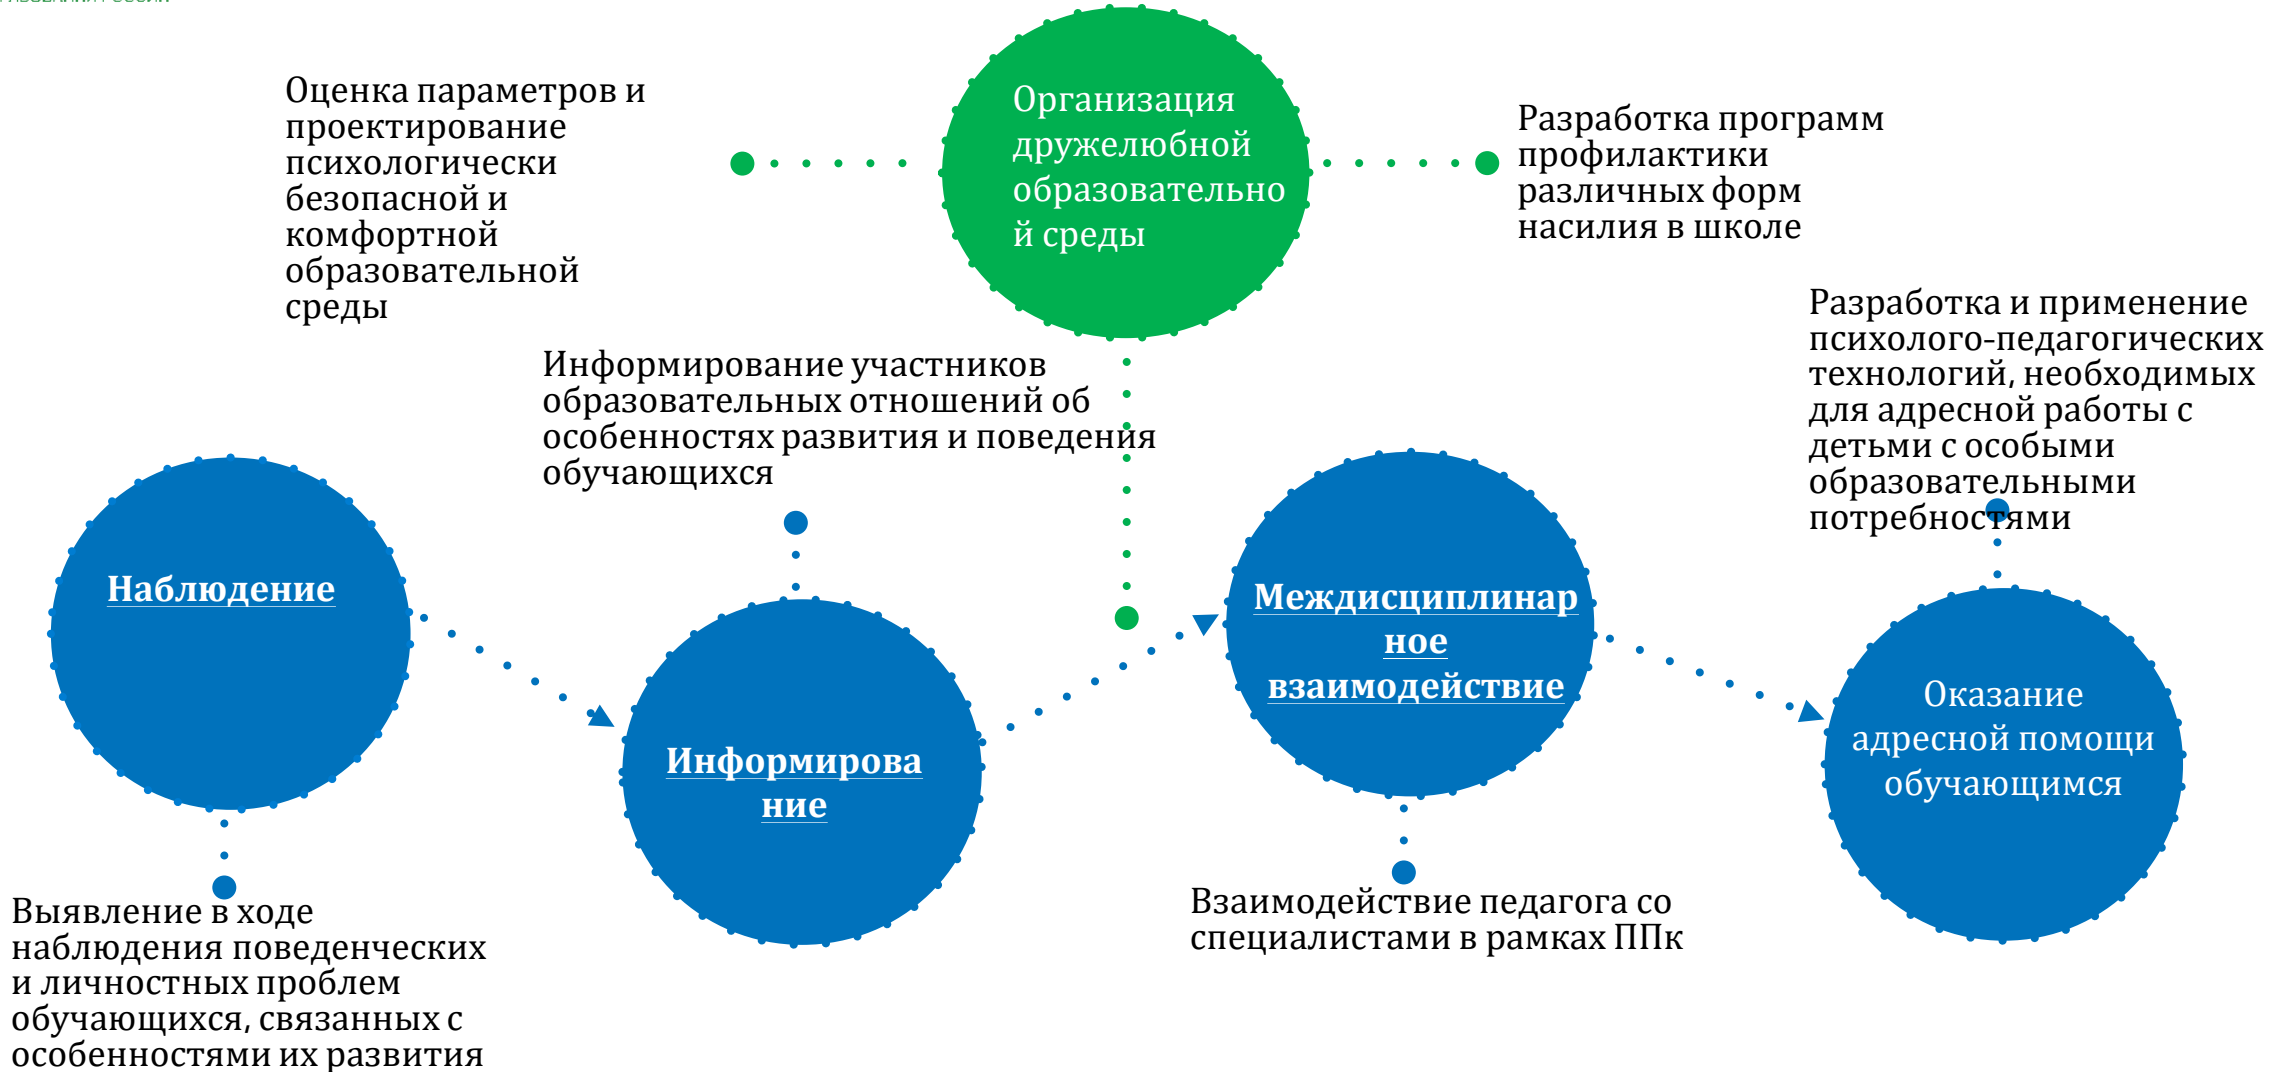 Оценка параметров и
проектирование
психологически
безопасной и
комфортной
образовательной
среды
Организация
дружелюбной
образовательно
й среды
Разработка программ
профилактики
различных форм
насилия в школе
Информирование участников
образовательных отношений об
особенностях развития и поведения
обучающихся
Разработка и применение
психолого-педагогических
технологий, необходимых
для адресной работы с
детьми с особыми
образовательными
потребностями
Наблюдение
Информирова
ние
Междисциплинар
ное
взаимодействие
Оказание
адресной помощи
обучающимся
Выявление в ходе
наблюдения поведенческих
и личностных проблем
обучающихся, связанных с
особенностями их развития
Взаимодействие педагога со
специалистами в рамках ППк